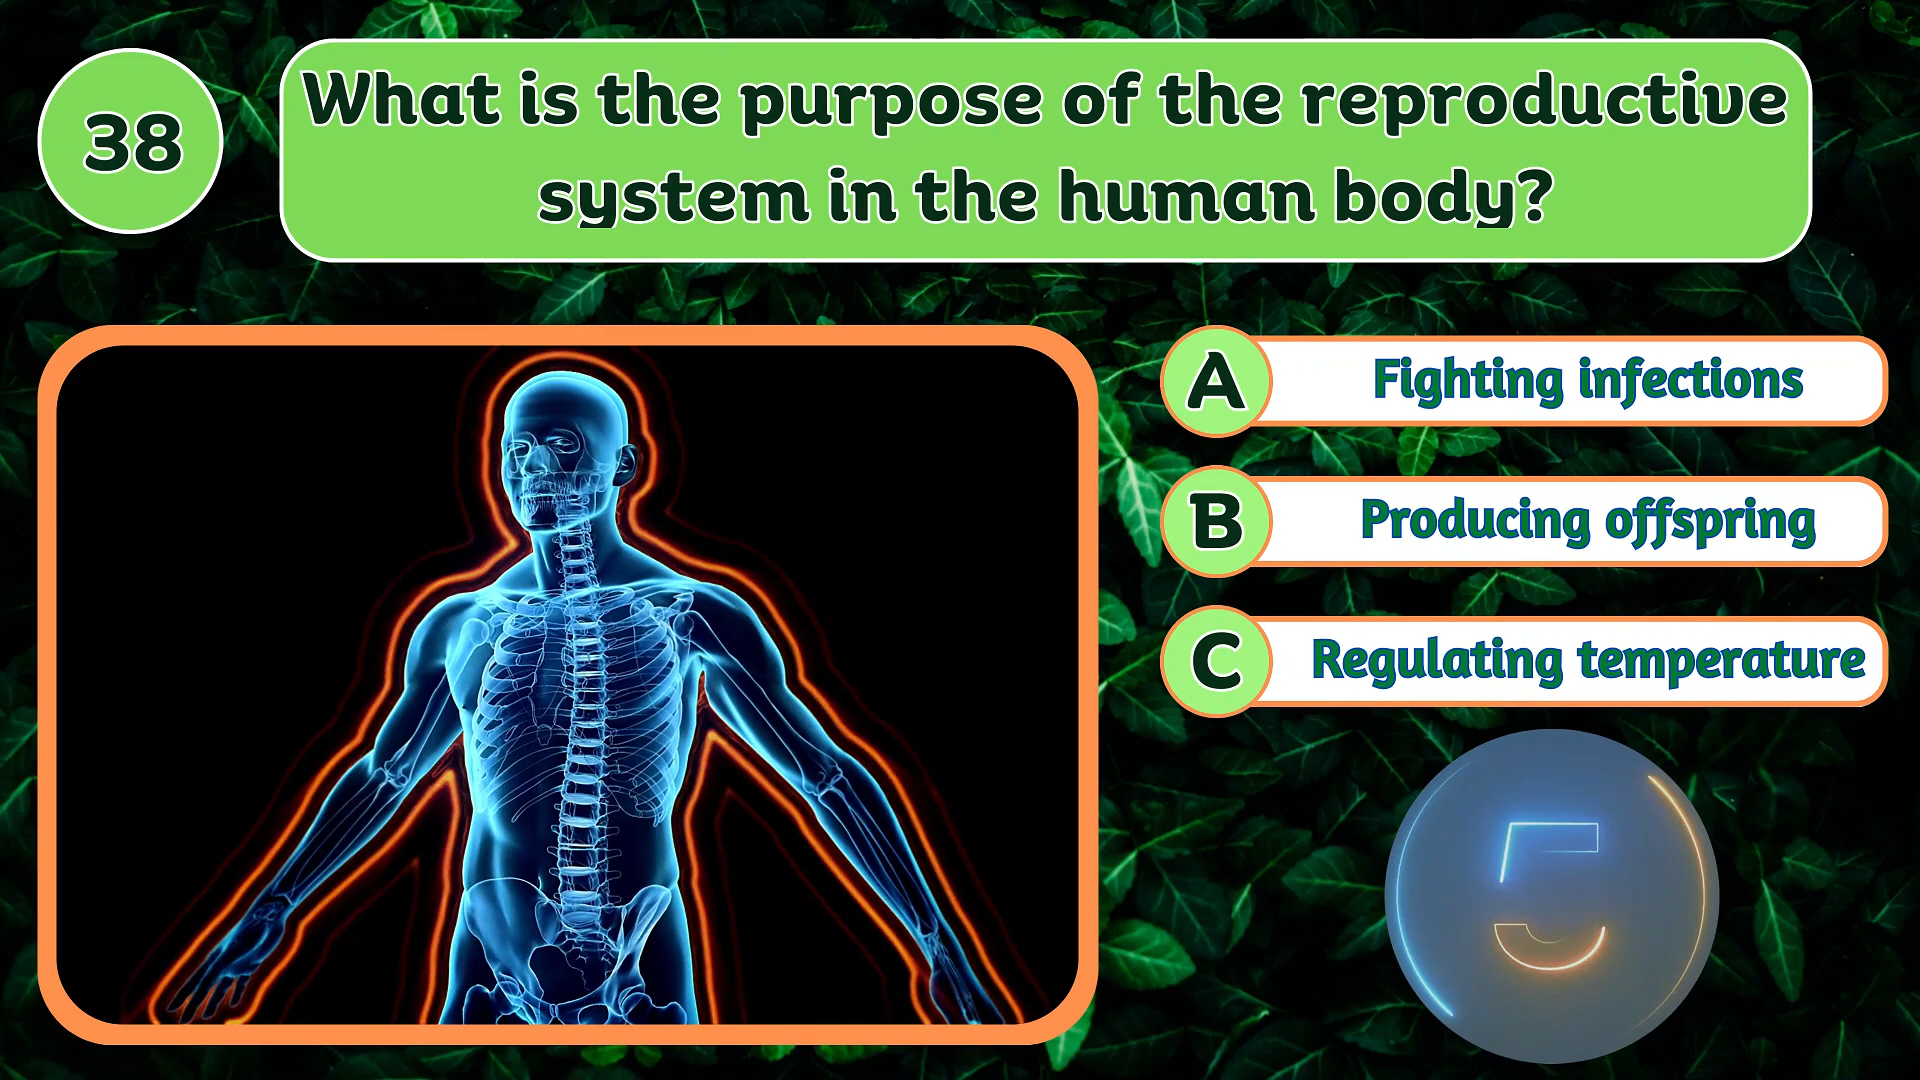 38
What is the purpose of the reproductive
system in the human body?
A Fighting infections
B Producing offspring
C Regulating temperature
5